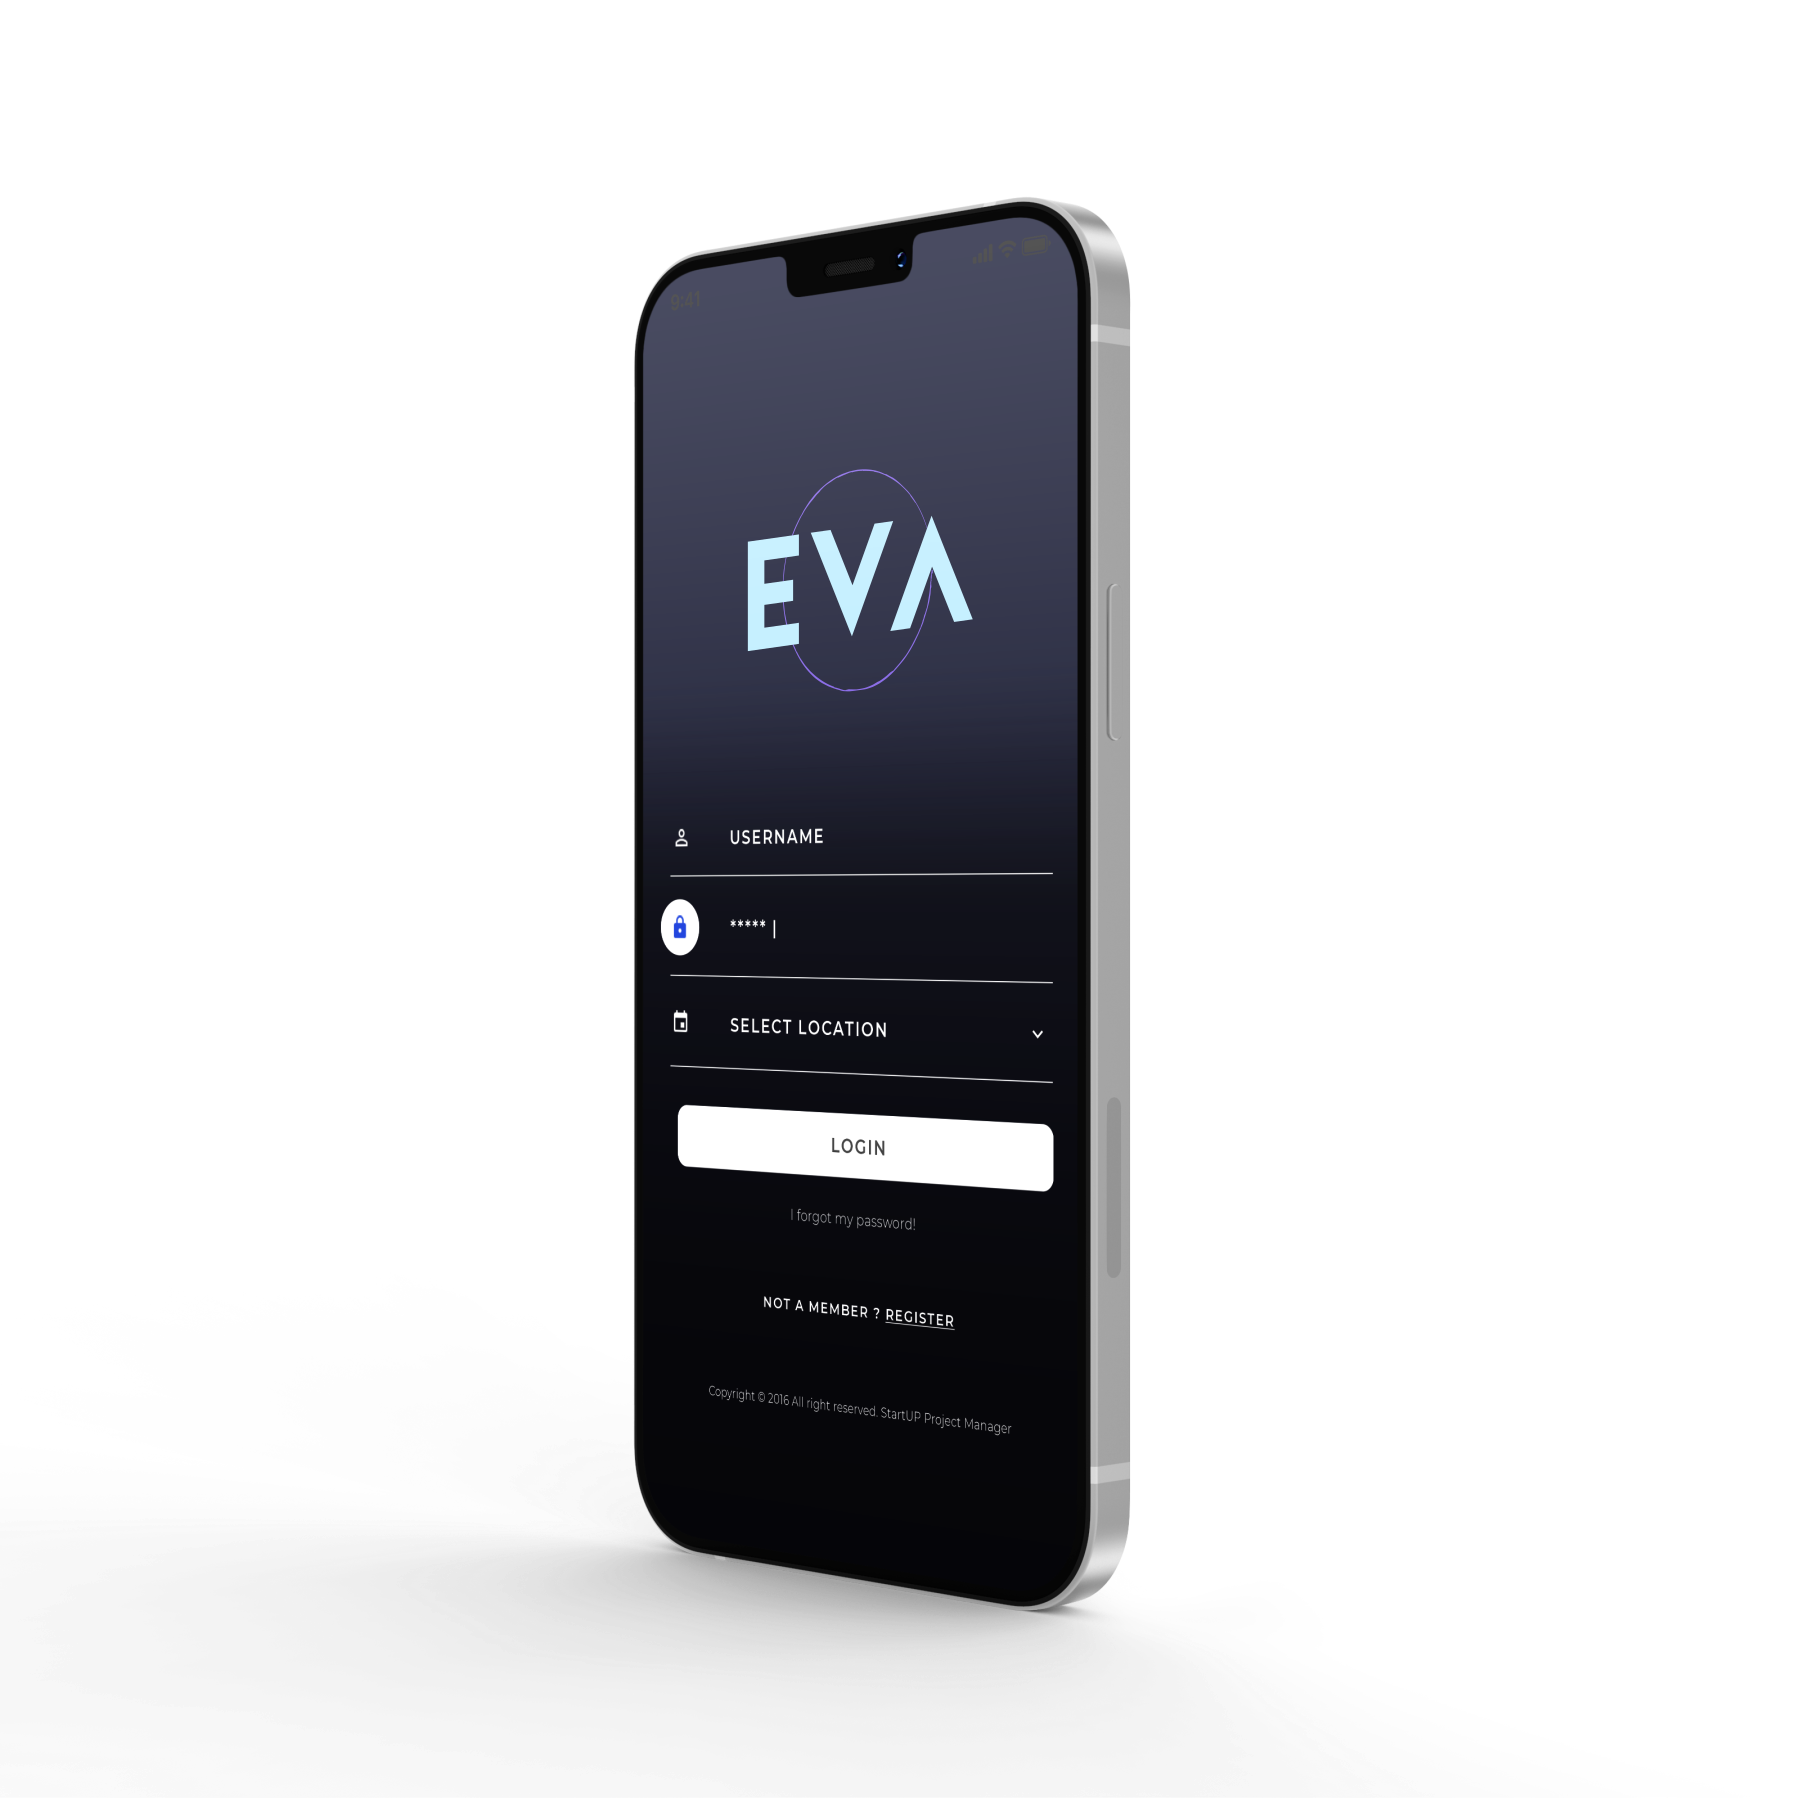 9:41
EVA
USERNAME
***** |
SELECT LOCATION
LOGIN
I forgot my password!
NOT A MEMBER ? REGISTER
Copyright © 2016 All right reserved. StartUP Project Manager